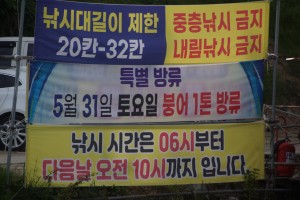 낚시대길이 제한
20칸-32칸
중층낚시 금지
내림낚시 금지
특별 방류
5월 31일 토요일 붕어 1톤 방류
낚시 시간은 06시부터
다음날 오전 10시까지 입니다